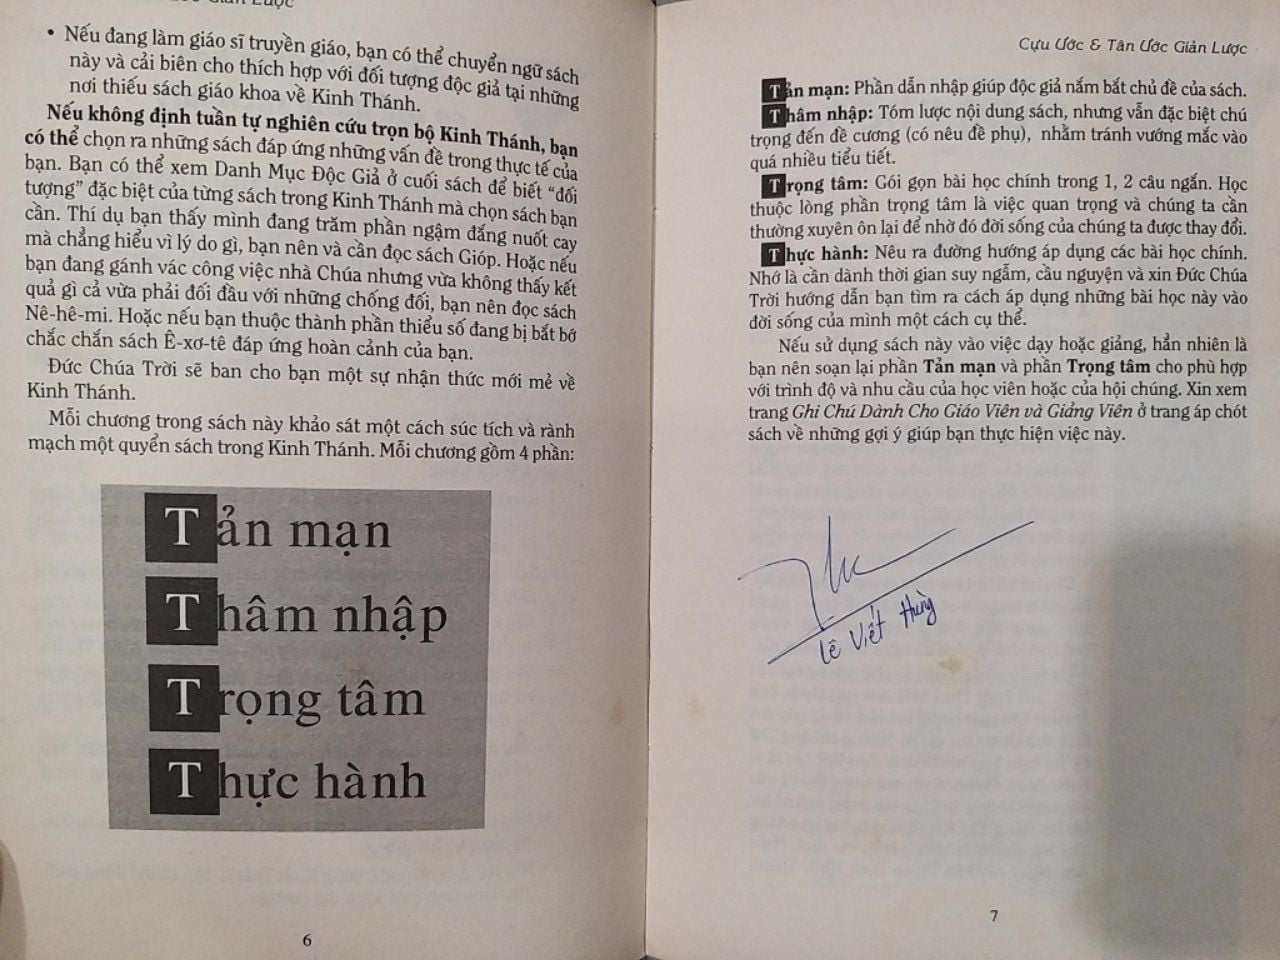 Giản Lược
• Nếu đang làm giáo sĩ truyền giáo, bạn có thể chuyển ngữ sách
này và cải biên cho thích hợp với đối tượng độc giả tại những
nơi thiếu sách giáo khoa về Kinh Thánh.
Nếu không định tuần tự nghiên cứu trọn bộ Kinh Thánh, bạn
có thể chọn ra những sách đáp ứng những vấn đề trong thực tế của
bạn. Bạn có thể xem Danh Mục Độc Giả ở cuối sách để biết “đối
tượng” đặc biệt của từng sách trong Kinh Thánh mà chọn sách bạn
cần. Thí dụ bạn thấy mình đang trăm phần ngậm đắng nuốt cay
mà chẳng hiểu vì lý do gì, bạn nên và cần đọc sách Gióp. Hoặc nếu
bạn đang gánh vác công việc nhà Chúa nhưng vừa không thấy kết
quả gì cả vừa phải đối đầu với những chống đối, bạn nên đọc sách
Nê-hê-mi. Hoặc nếu bạn thuộc thành phần thiểu số đang bị bắt bớ
chắc chắn sách Ê-xơ-tê đáp ứng hoàn cảnh của bạn.
Đức Chúa Trời sẽ ban cho bạn một sự nhận thức mới mẻ về
Kinh Thánh.
Mỗi chương trong sách này khảo sát một cách súc tích và rành
mạch một quyển sách trong Kinh Thánh. Mỗi chương gồm 4 phần:
Tản mạn
Thâm nhập
Trọng tâm
Thực hành
6
Cựu Ước & Tân Ước Giản Lược
Tản mạn: Phần dẫn nhập giúp độc giả nắm bắt chủ đề của sách.
Thâm nhập: Tóm lược nội dung sách, nhưng vẫn đặc biệt chú
trọng đến đề cương (có nêu đề phụ), nhằm tránh vướng mắc vào
quá nhiều tiểu tiết.
Trọng tâm: Gói gọn bài học chính trong 1, 2 câu ngắn. Học
thuộc lòng phần trọng tâm là việc quan trọng và chúng ta cần
thường xuyên ôn lại để nhờ đó đời sống của chúng ta được thay đổi.
Thực hành: Nêu ra đường hướng áp dụng các bài học chính.
Nhớ là cần dành thời gian suy ngẫm, cầu nguyện và xin Đức Chúa
Trời hướng dẫn bạn tìm ra cách áp dụng những bài học này vào
đời sống của mình một cách cụ thể.
Nếu sử dụng sách này vào việc dạy hoặc giảng, hẳn nhiên là
bạn nên soạn lại phần Tản mạn và phần Trọng tâm cho phù hợp
với trình độ và nhu cầu của học viên hoặc của hội chúng. Xin xem
trang Ghi Chú Dành Cho Giáo Viên và Giảng Viên ở trang áp chót
sách về những gợi ý giúp bạn thực hiện việc này.
Lê Viết Hùng
7